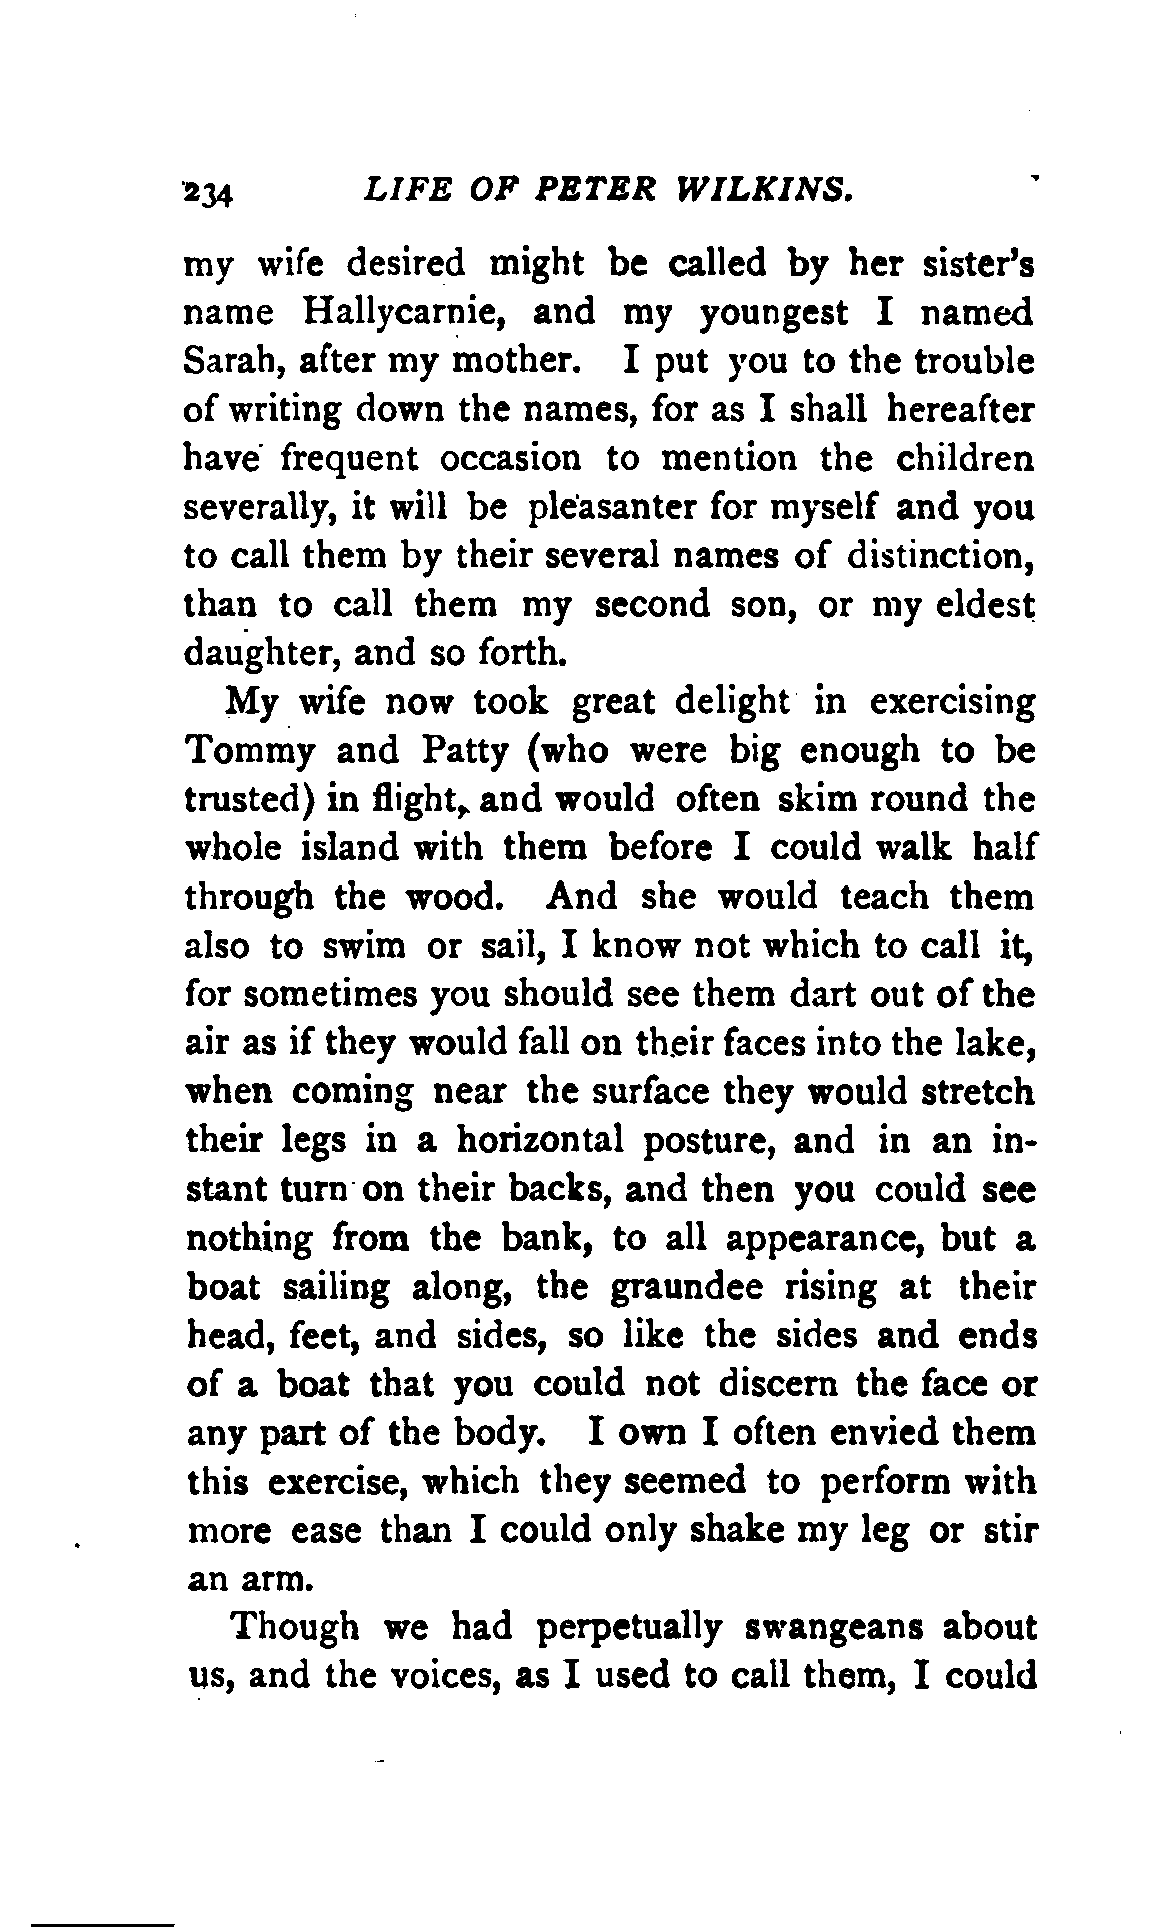 234 LIFE OF PETER WILKINS.
my wife desired might be called by her sister's
name Hallycarnie, and my youngest I named
Sarah, after my mother. I put you to the trouble
of writing down the names, for as I shall hereafter
have frequent occasion to mention the children
severally, it will be pleasanter for myself and you
to call them by their several names of distinction,
than to call them my second son, or my eldest
daughter, and so forth.
My wife now took great delight in exercising
Tommy and Patty (who were big enough to be
trusted) in flight, and would often skim round the
whole island with them before I could walk half
through the wood. And she would teach them
also to swim or sail, I know not which to call it,
for sometimes you should see them dart out of the
air as if they would fall on their faces into the lake,
when coming near the surface they would stretch
their legs in a horizontal posture, and in an in-
stant turn on their backs, and then you could see
nothing from the bank, to all appearance, but a
boat sailing along, the graundee rising at their
head, feet, and sides, so like the sides and ends
of a boat that you could not discern the face or
any part of the body. I own I often envied them
this exercise, which they seemed to perform with
more ease than I could only shake my leg or stir
an arm.
Though we had perpetually swangeans about
us, and the voices, as I used to call them, I could